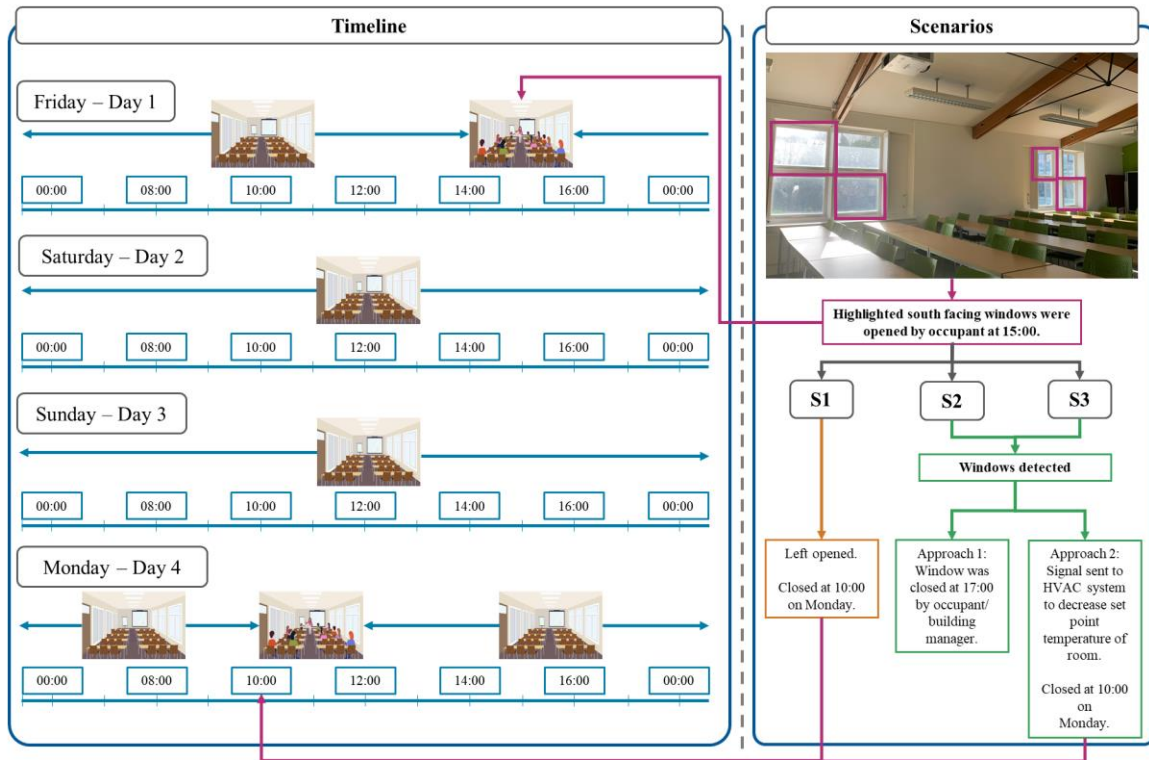 Timeline
Friday – Day 1
00:00 08:00 10:00 12:00 14:00 16:00 00:00
Saturday – Day 2
00:00 08:00 10:00 12:00 14:00 16:00 00:00
Sunday – Day 3
00:00 08:00 10:00 12:00 14:00 16:00 00:00
Monday – Day 4
00:00 08:00 10:00 12:00 14:00 16:00 00:00
Scenarios
Highlighted south facing windows were
opened by occupant at 15:00.
S1 S2 S3
Windows detected
Left opened.
Closed at 10:00
on Monday.
Approach 1:
Window was
closed at 17:00
by occupant/
building
manager.
Approach 2:
Signal sent to
HVAC system
to decrease set
point
temperature of
room.
Closed at 10:00
on
Monday.